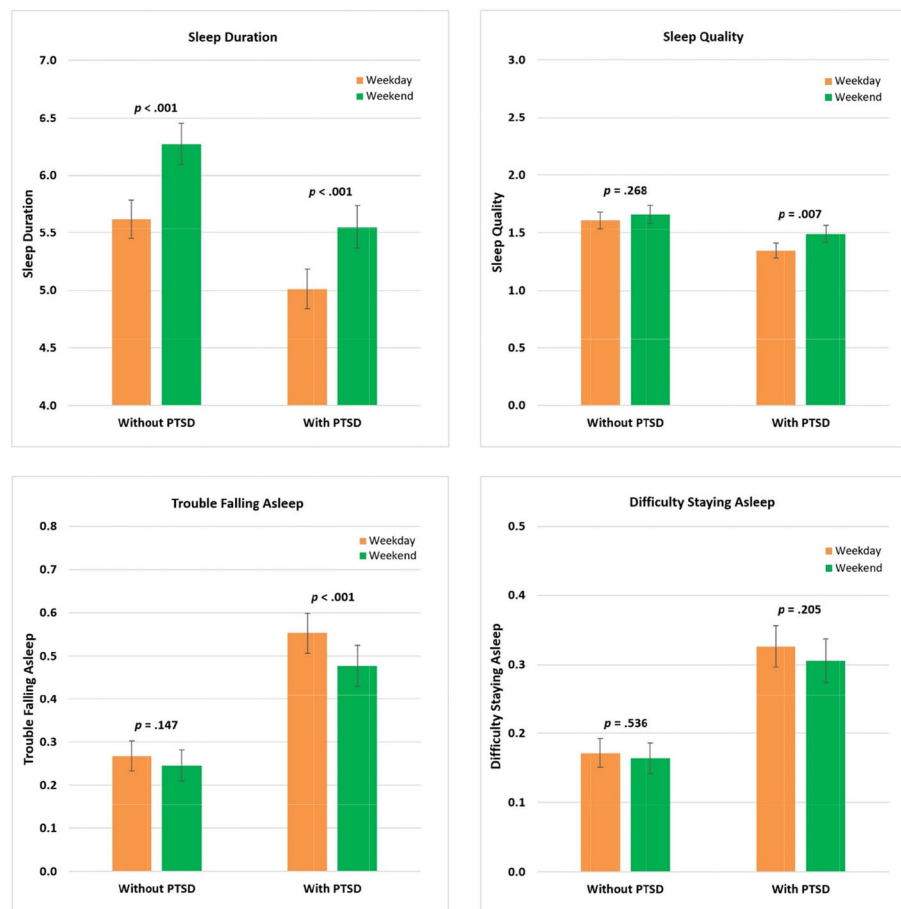 Sleep Duration
7.0
Weekday
Weekend
p < .001
6.5
6.0
p < .001
Sleep Duration
5.5
5.0
4.5
4.0
Without PTSD
With PTSD
Sleep Quality
3.0
Weekday
Weekend
2.5
2.0
p = .268
p = .007
Sleep Quality
1.5
1.0
0.5
0.0
Without PTSD
With PTSD
Trouble Falling Asleep
0.8
Weekday
Weekend
0.7
p < .001
0.6
Trouble Falling Asleep
0.5
0.4
p = .147
0.3
0.2
0.1
0.0
Without PTSD
With PTSD
Difficulty Staying Asleep
0.5
Weekday
Weekend
0.4
p = .205
Difficulty Staying Asleep
0.3
p = .536
0.2
0.1
0.0
Without PTSD
With PTSD